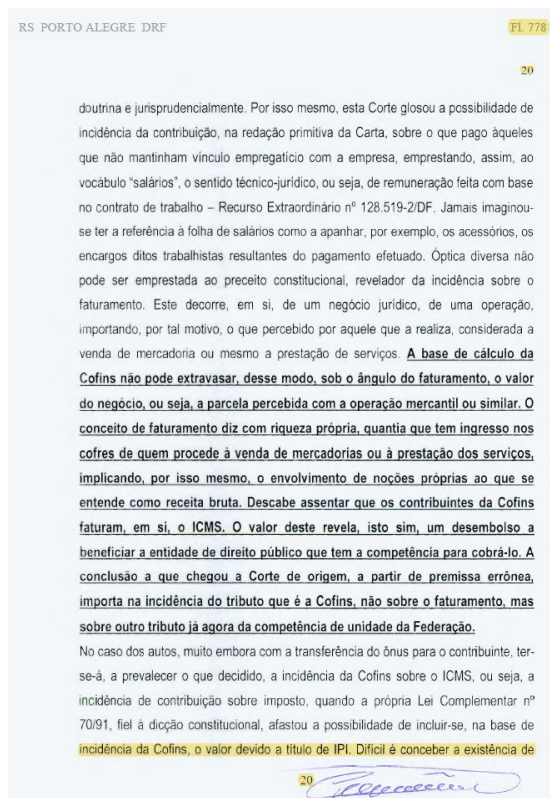 RS PORTO ALEGRE DRF
Fl. 778
20
doutrina e jurisprudencialmente. Por isso mesmo, esta Corte glosou a possibilidade de
incidência da contribuição, na redação primitiva da Carta, sobre o que pago àqueles
que não mantinham vínculo empregatício com a empresa, emprestando, assim, ao
vocábulo “salários”, o sentido técnico-jurídico, ou seja, de remuneração feita com base
no contrato de trabalho – Recurso Extraordinário nº 128.519-2/DF. Jamais imaginou-
se ter a referência à folha de salários como a apanhar, por exemplo, os acessórios, os
encargos ditos trabalhistas resultantes do pagamento efetuado. Óptica diversa não
pode ser emprestada ao preceito constitucional, revelador da incidência sobre o
faturamento. Este decorre, em si, de um negócio jurídico, de uma operação,
importando, por tal motivo, o que percebido por aquele que a realiza, considerada a
venda de mercadoria ou mesmo a prestação de serviços. A base de cálculo da
Cofins não pode extravasar, desse modo, sob o ângulo do faturamento, o valor
do negócio, ou seja, a parcela percebida com a operação mercantil ou similar. O
conceito de faturamento diz com riqueza própria, quantia que tem ingresso nos
cofres de quem procede à venda de mercadorias ou à prestação dos serviços,
implicando, por isso mesmo, o envolvimento de noções próprias ao que se
entende como receita bruta. Descabe assentar que os contribuintes da Cofins
faturam, em si, o ICMS. O valor deste revela, isto sim, um desembolso a
beneficiar a entidade de direito público que tem a competência para cobrá-lo. A
conclusão a que chegou a Corte de origem, a partir de premissa errônea,
importa na incidência do tributo que é a Cofins, não sobre o faturamento, mas
sobre outro tributo já agora da competência de unidade da Federação.
No caso dos autos, muito embora com a transferência do ônus para o contribuinte, ter-
se-á, a prevalecer o que decidido, a incidência da Cofins sobre o ICMS, ou seja, a
incidência de contribuição sobre imposto, quando a própria Lei Complementar nº
70/91, fiel à dicção constitucional, afastou a possibilidade de incluir-se, na base de
incidência da Cofins, o valor devido a título de IPI. Difícil é conceber a existência de
20